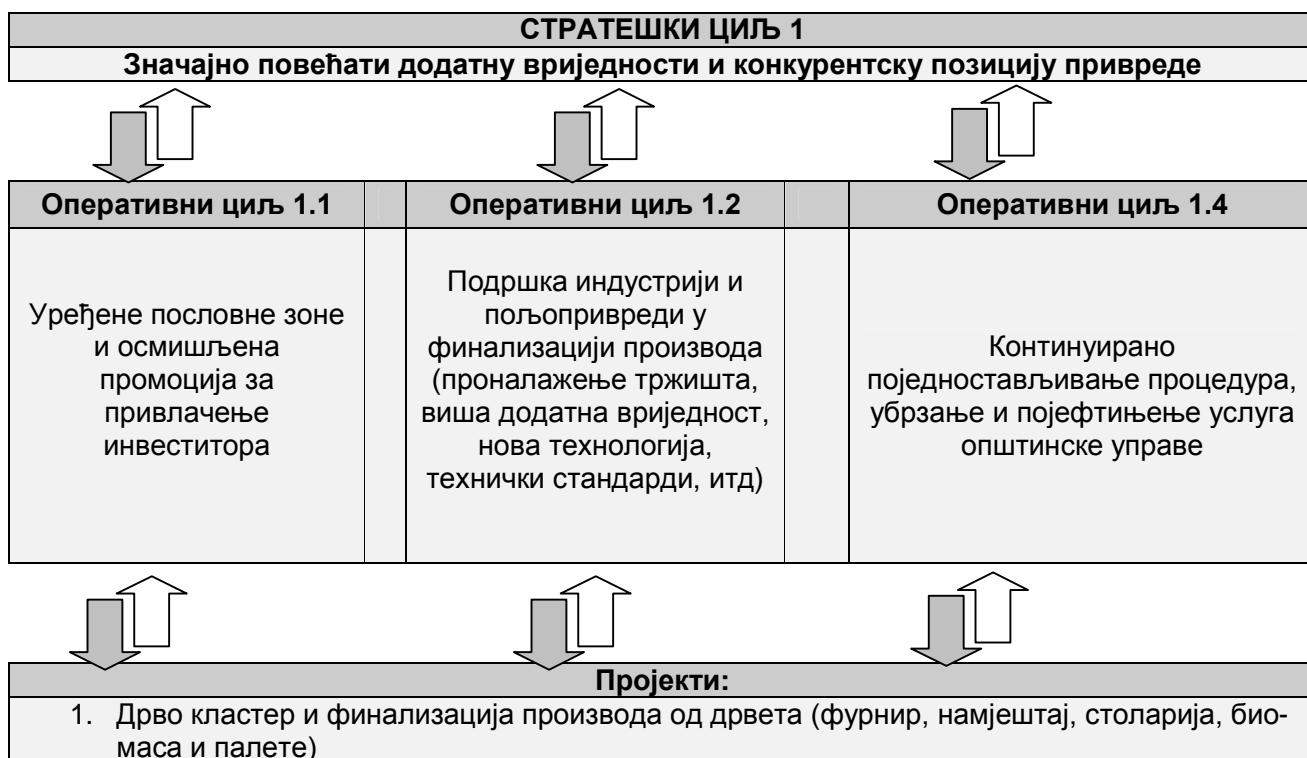 СТРАТЕШКИ ЦИЉ 1
Значајно повећати додатну вриједности и конкурентску позицију привреде
Оперативни циљ 1.1
Уређене пословне зоне
и осмишљена
промоција за
привлачење
инвеститора
Оперативни циљ 1.2
Подршка индустрији и
пољопривреди у
финализацији производа
(проналажење тржишта,
виша додатна вриједност,
нова технологија,
технички стандарди, итд)
Оперативни циљ 1.4
Континуирано
поједностављивање процедура,
убрзање и појефтињење услуга
општинске управе
Пројекти:
1. Дрво кластер и финализација производа од дрвета (фурнир, намјештај, столарија, био-
маса и палете)